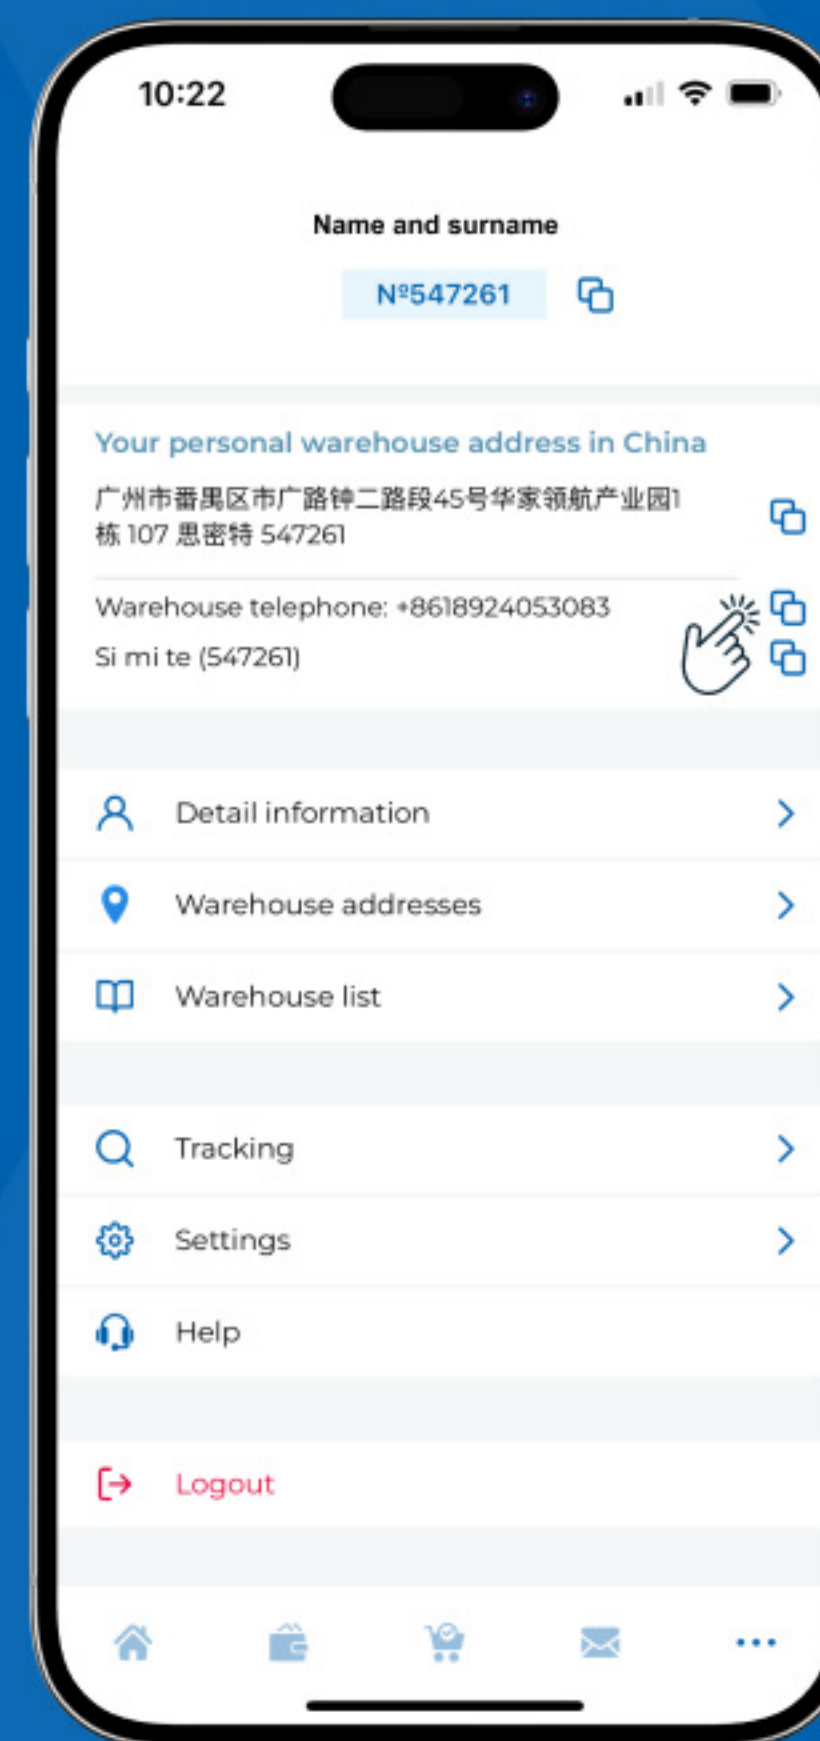 10:22
Name and surname
Nº547261
Your personal warehouse address in China
广州市番禺区市广路钟二路段45号华家领航产业园1
栋 107 思密特 547261
Warehouse telephone: +8618924053083
Si mi te (547261)
Detail information
Warehouse addresses
Warehouse list
Tracking
Settings
Help
Logout